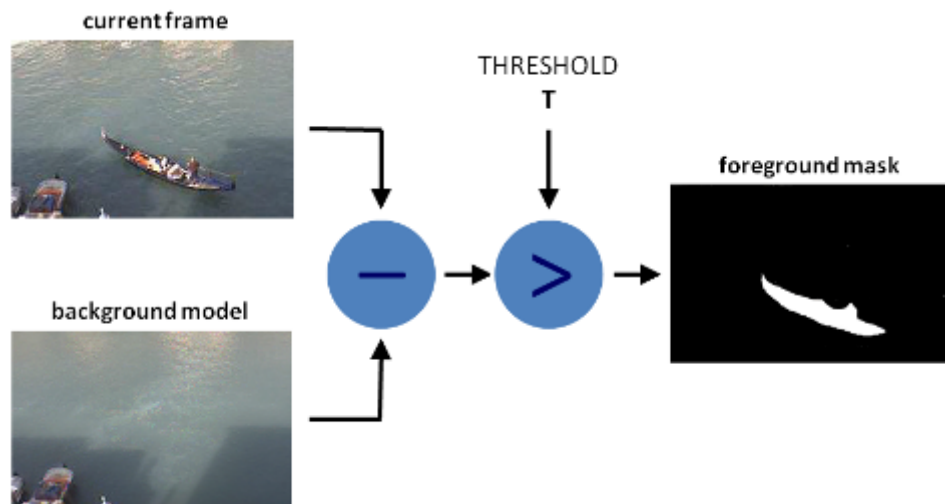 current frame
THRESHOLD
T
foreground mask
background model
−
>